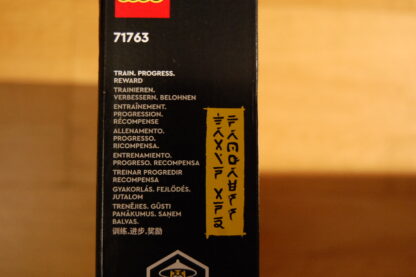 71763
TRAIN. PROGRESS.
REWARD
TRAINIEREN.
VERBESSERN. BELOHNEN
ENTRAÎNEMENT.
PROGRESSION.
RÉCOMPENSE
ALLENAMENTO.
PROGRESSO.
RICOMPENSA.
ENTRENAMIENTO.
PROGRESO. RECOMPENSA
TREINAR PROGREDIR
RECOMPENSA
GYAKORLÁS. FEJLŐDÉS.
JUTALOM
TRENĒJIES. GŪSTI
PANĀKUMUS. SAŅEM
BALVAS.
训练.进步.奖励